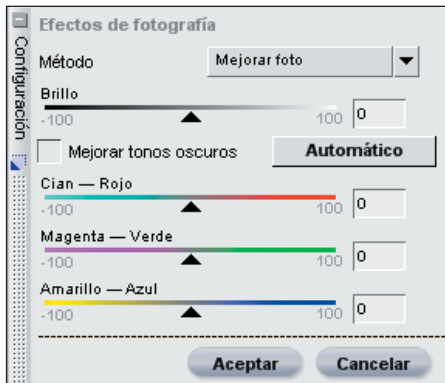 Configuración
Efectos de fotografía
Método Mejorar foto
Brillo
-100 100 0
Mejorar tonos oscuros Automático
Cian — Rojo
-100 100 0
Magenta — Verde
-100 100 0
Amarillo — Azul
-100 100 0
Aceptar Cancelar